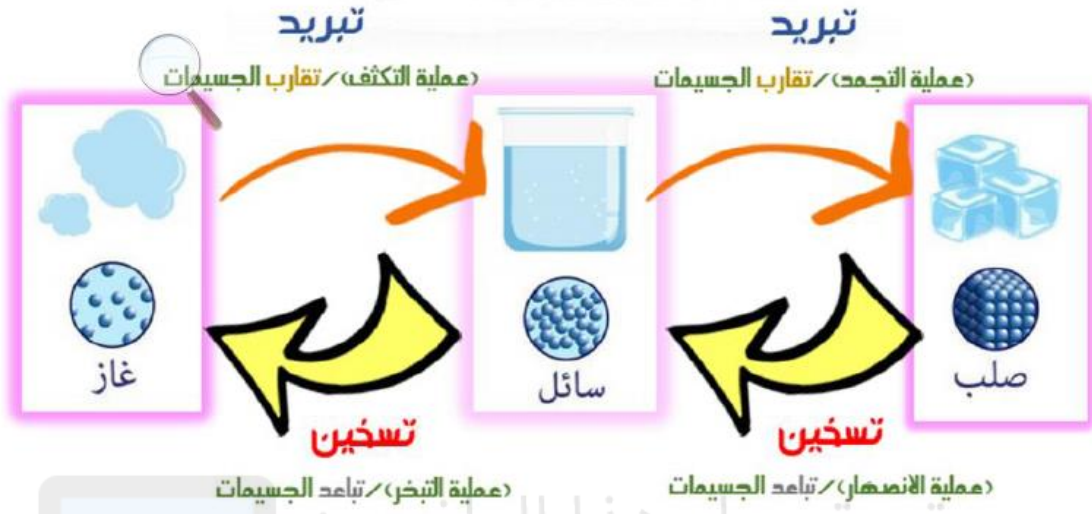 تبريد
تبريد
(عملية التجمد)/تقارب الجسيمات
(عملية التكثف)/تقارب الجسيمات
صلب
سائل
غاز
تسخين
تسخين
(عملية الانصهار)/تباعد الجسيمات
(عملية التبخر)/تباعد الجسيمات